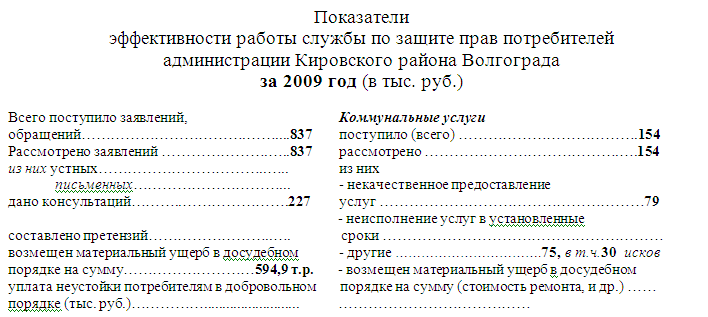 Показатели
эффективности работы службы по защите прав потребителей
администрации Кировского района Волгограда
за 2009 год (в тыс. руб.)
Всего поступило заявлений,
обращений……………………………………837
Рассмотрено заявлений ……………………837
из них устных……………………………………
письменных……………………………
дано консультаций…………………………227
составлено претензий……………………………
возмещен материальный ущерб в досудебном
порядке на сумму……………………594,9 т.р.
уплата неустойки потребителям в добровольном
порядке (тыс. руб.)…………………………………
Коммунальные услуги
поступило (всего) ……………………………………154
рассмотрено …………………………………………154
из них
- некачественное предоставление
услуг ……………………………………………………79
- неисполнение услуг в установленные
сроки ……………………………………………………
- другие ……………………………75, в т.ч.30 исков
- возмещен материальный ущерб в досудебном
порядке на сумму (стоимость ремонта, и др.) ……
………………………………